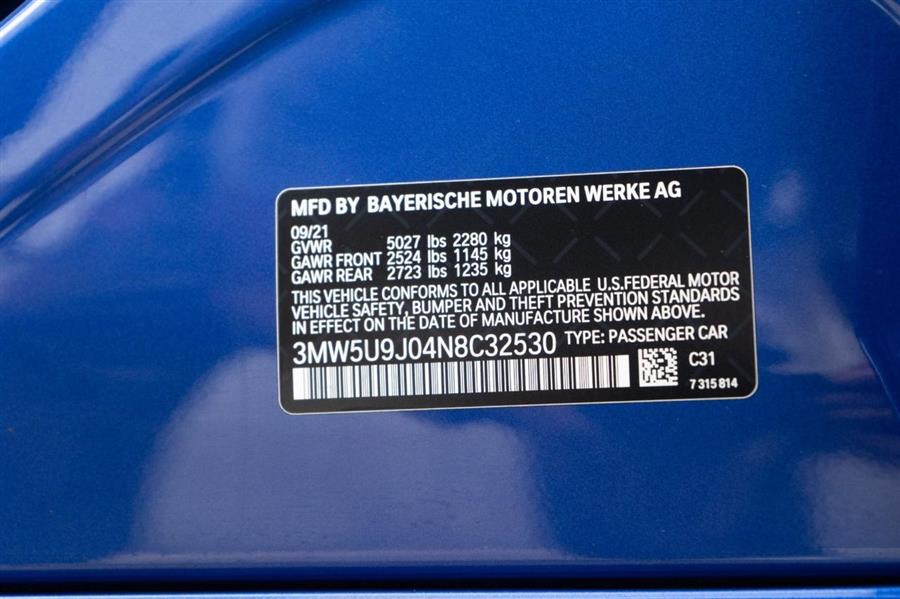 MFD BY BAYERISCHE MOTOREN WERKE AG
09/21
GVWR 5027 lbs 2280 kg
GAWR FRONT 2524 lbs 1145 kg
GAWR REAR 2723 lbs 1235 kg
THIS VEHICLE CONFORMS TO ALL APPLICABLE U.S.FEDERAL MOTOR
VEHICLE SAFETY, BUMPER AND THEFT PREVENTION STANDARDS
IN EFFECT ON THE DATE OF MANUFACTURE SHOWN ABOVE.
3MW5U9J04N8C32530 TYPE: PASSENGER CAR
C31
7 315 814